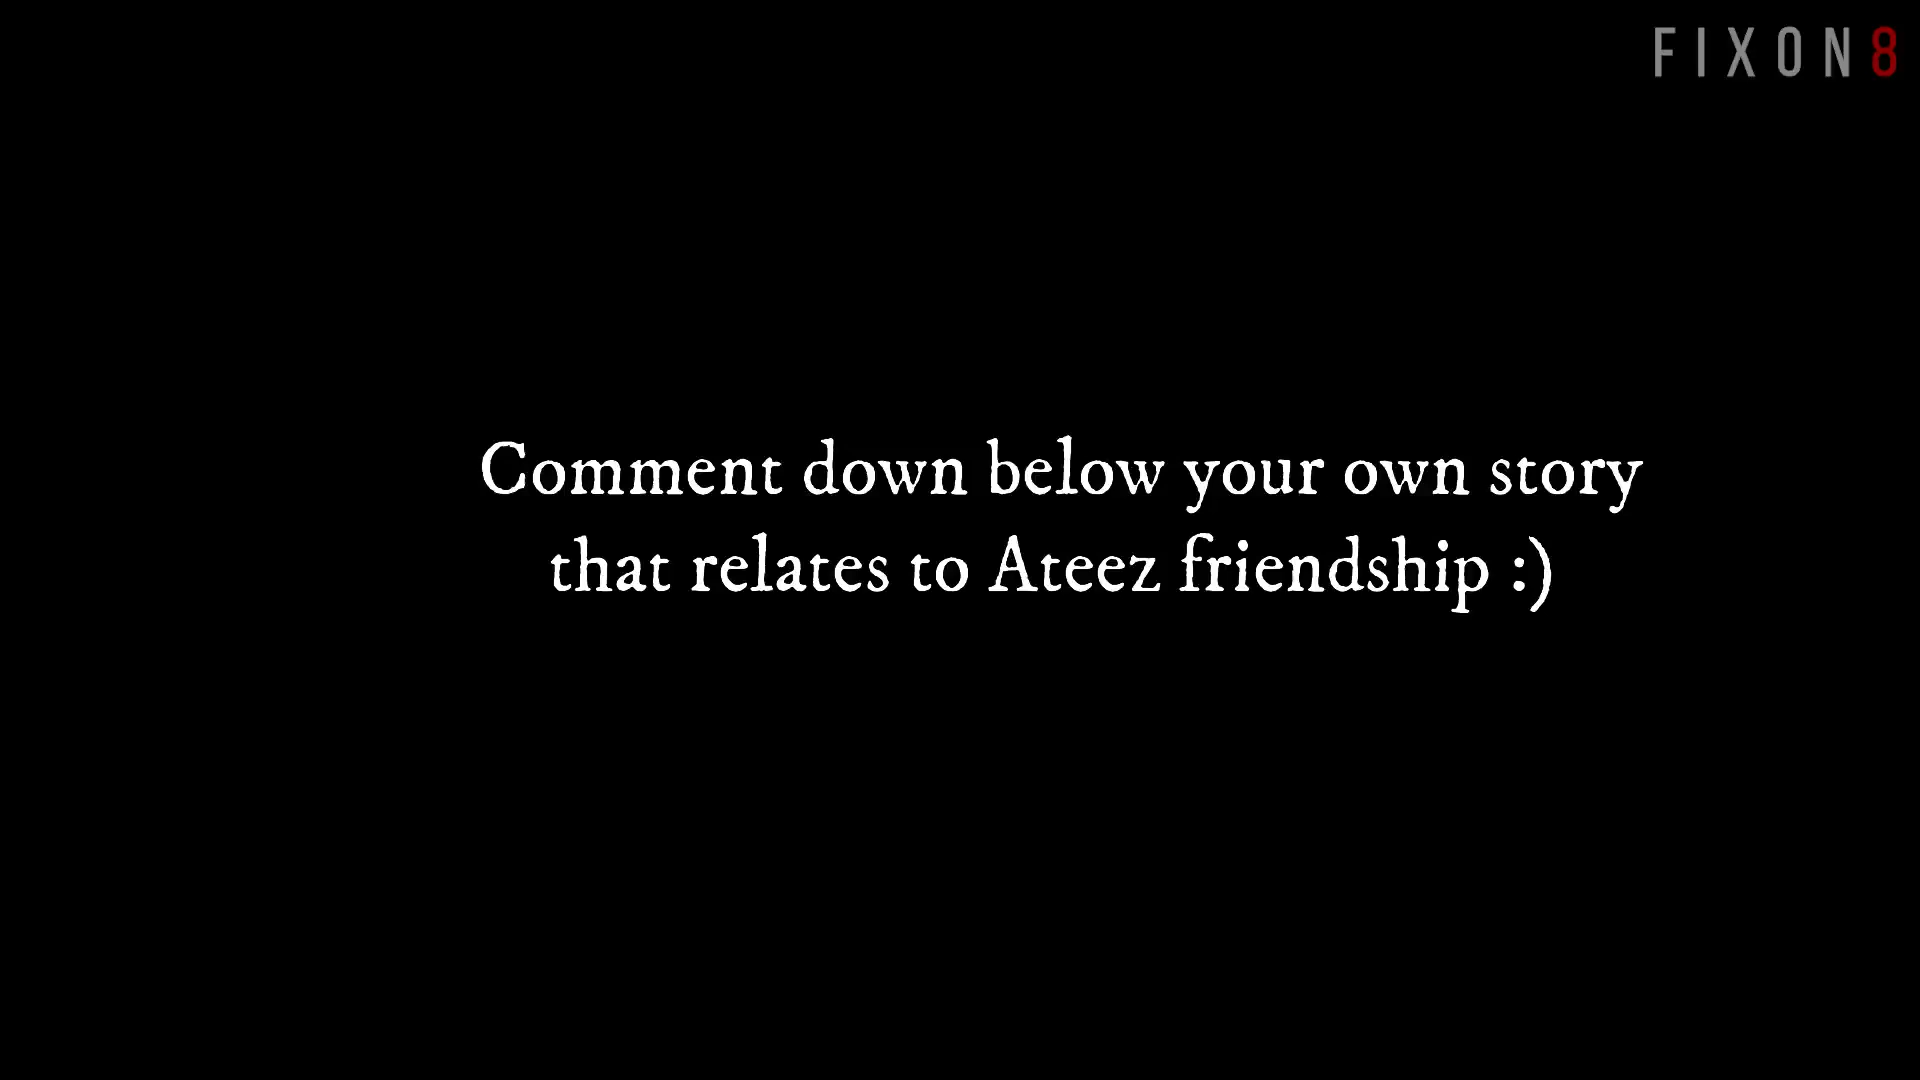 FIXON8
Comment down below your own story
that relates to Ateez friendship :)